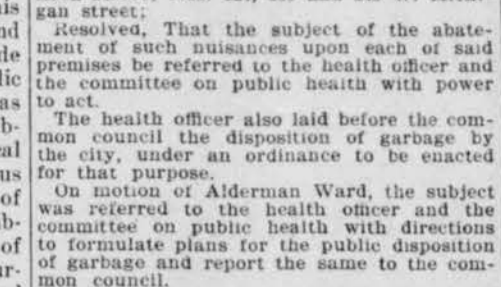 gan street;
Resolved, That the subject of the abate-
ment of such nuisances upon each of said
premises be referred to the health officer and
the committee on public health with power
to act.
The health officer also laid before the com-
mon council the disposition of garbage by
the city, under an ordinance to be enacted
for that purpose.
On motion of Alderman Ward, the subject
was referred to the health officer and the
committee on public health with directions
to formulate plans for the public disposition
of garbage and report the same to the com-
mon council.